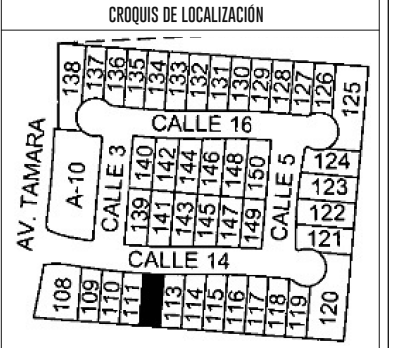 CROQUIS DE LOCALIZACIÓN
138 137 136 135 134 133 132 131 130 129 128 127 126 125
CALLE 16
AV. TAMARA
A-10
CALLE 3
140 142 144 146 148 150
139 141 143 145 147 149
CALLE 5
124
123
122
121
CALLE 14
108 109 110 111 113 114 115 116 117 118 119 120